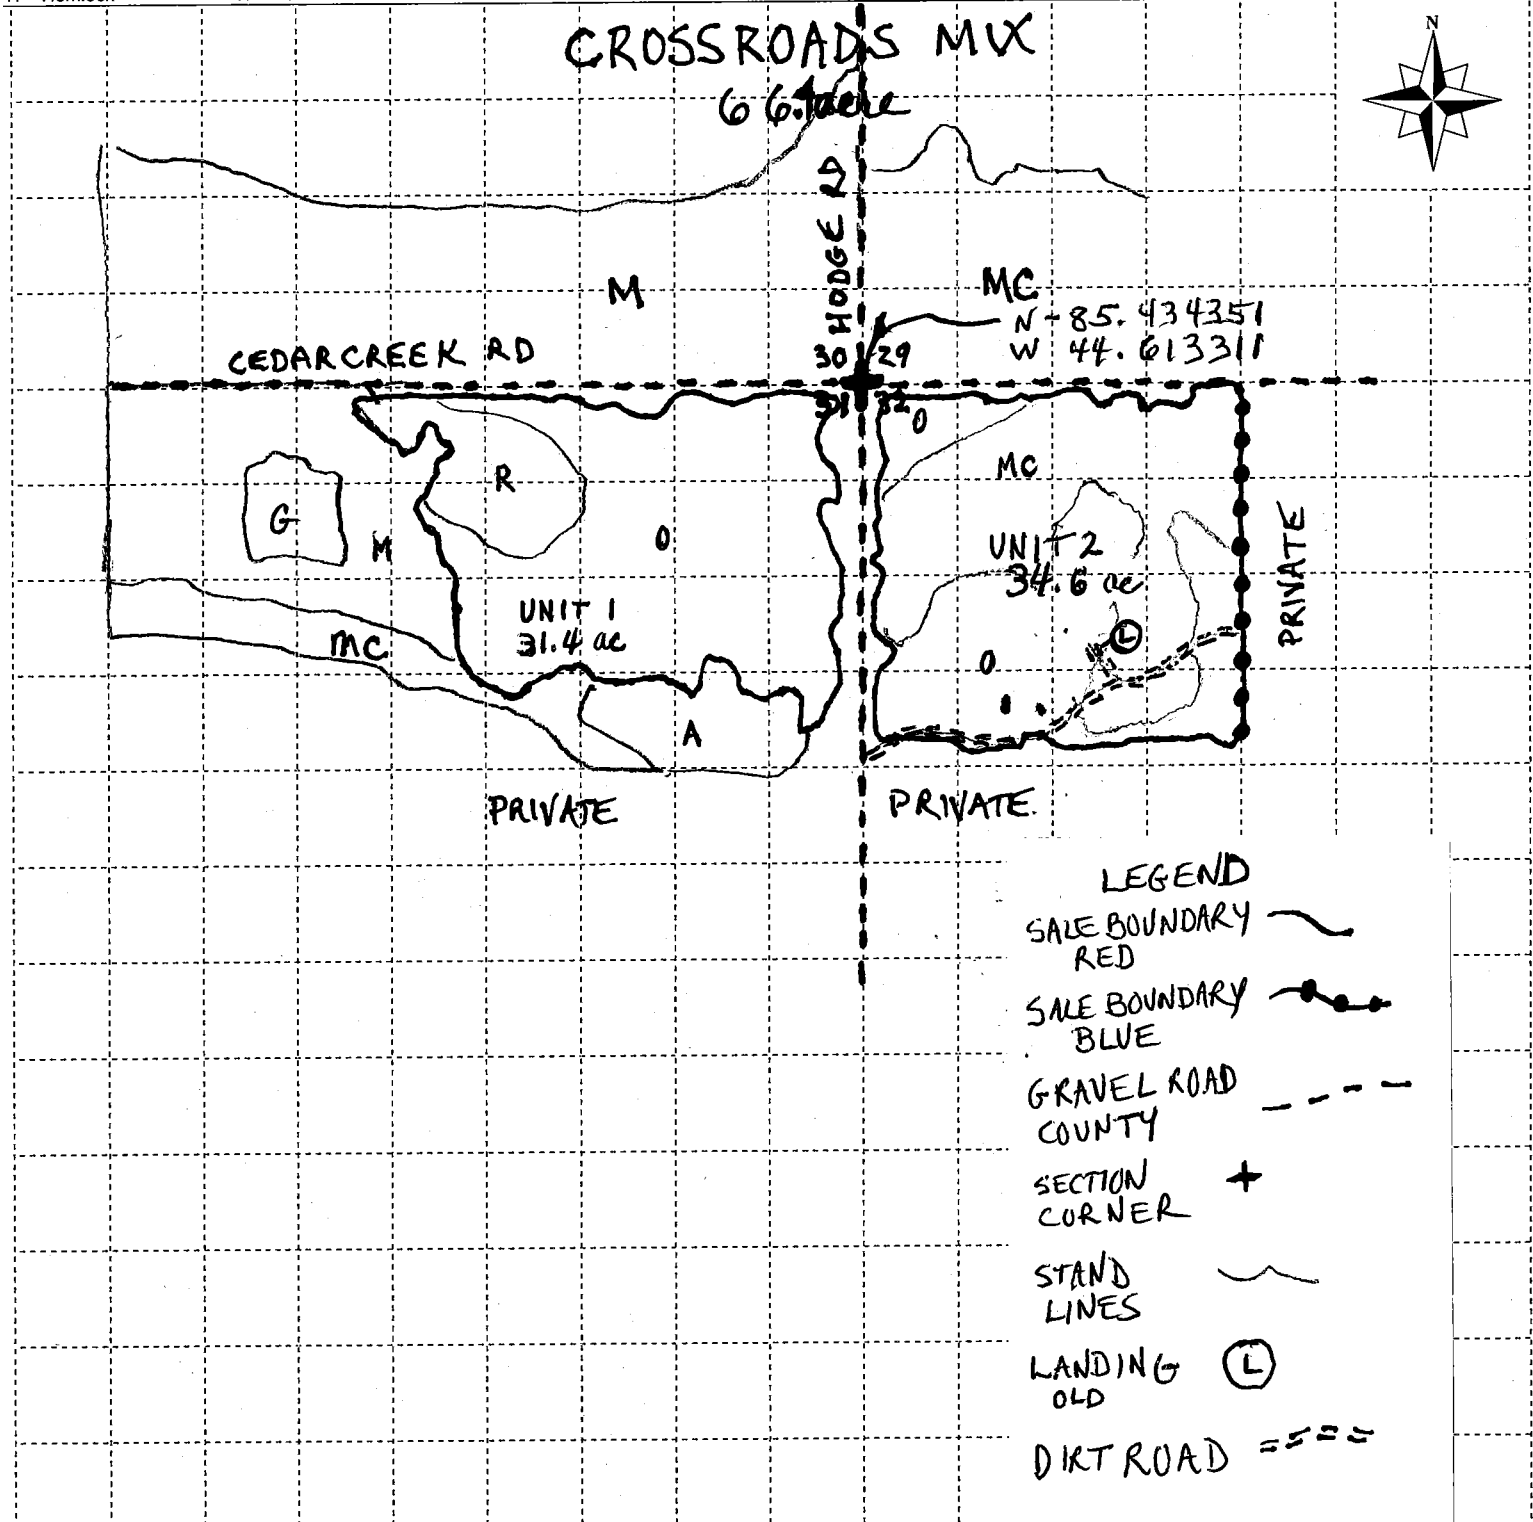 CROSSROADS MIX
N
HODGE RD
M
MC
N - 85.434351
W 44.613311
CEDAR CREEK RD
30 29
31 32
O
R
MC
G
M
O
UNIT 2
34.6 ac
PRIVATE
UNIT 1
31.4 ac
MC
L
O
A
PRIVATE
PRIVATE
LEGEND
SALE BOUNDARY
RED
SALE BOUNDARY
BLUE
GRAVEL ROAD
COUNTY
SECTION
CORNER
STAND
LINES
LANDING
OLD
L
DIRT ROAD